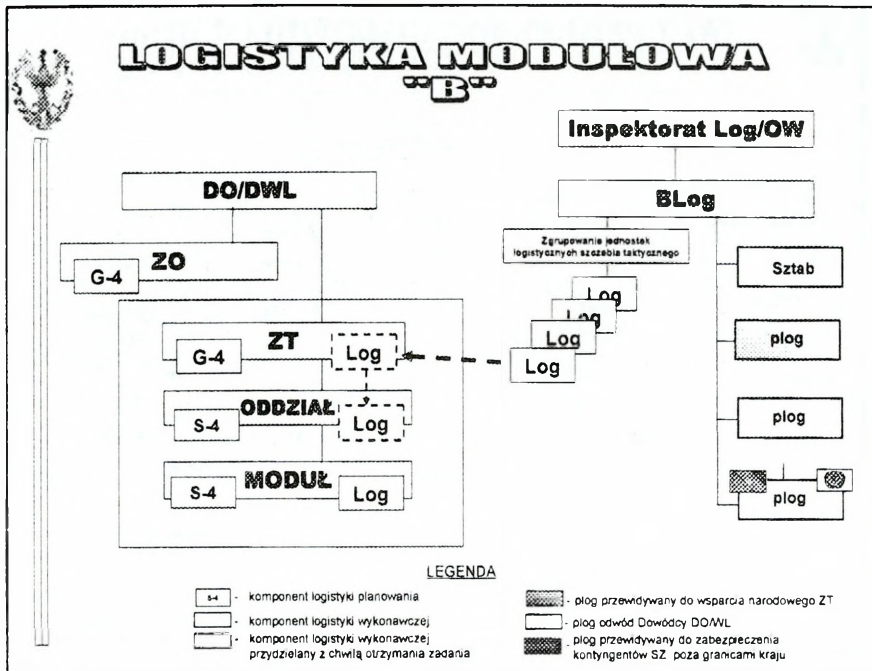 LOGISTYKA MODUŁOWA
"B"
Inspektorat Log/OW
DO/DWL
BLog
ZO
G-4
Zgrupowanie jednostek
logistycznych szczebla taktycznego
Sztab
Log
Log
Log
Log
ZT
G-4
Log
plog
ODDZIAŁ
S-4
Log
plog
MODUŁ
S-4
Log
plog
LEGENDA
S-4 - komponent logistyki planowania
- komponent logistyki wykonawczej
- komponent logistyki wykonawczej
przydzielany z chwilą otrzymania zadania
- plog przewidywany do wsparcia narodowego ZT
- plog odwód Dowódcy DO/WL
- plog przewidywany do zabezpieczenia
kontyngentów SZ poza granicami kraju